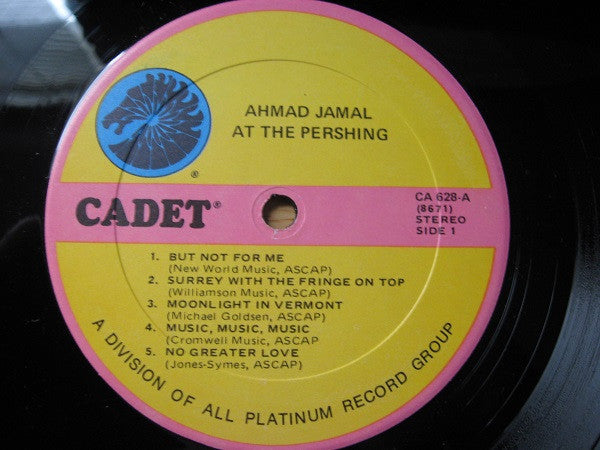 AHMAD JAMAL
AT THE PERSHING
®
CADET®
CA 628-A
(8671)
STEREO
SIDE 1
1. BUT NOT FOR ME
(New World Music, ASCAP)
2. SURREY WITH THE FRINGE ON TOP
(Williamson Music, ASCAP)
3. MOONLIGHT IN VERMONT
(Michael Goldsen, ASCAP)
4. MUSIC, MUSIC, MUSIC
(Cromwell Music, ASCAP
5. NO GREATER LOVE
(Jones-Symes, ASCAP)
A DIVISION OF ALL PLATINUM RECORD GROUP